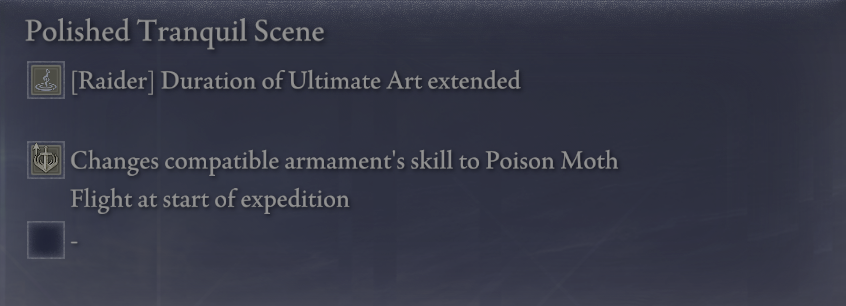 Polished Tranquil Scene
[Raider] Duration of Ultimate Art extended
Changes compatible armament's skill to Poison Moth
Flight at start of expedition
-